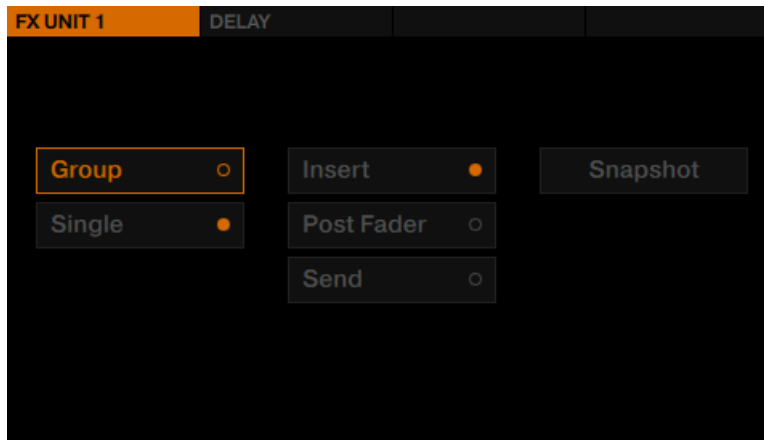 FX UNIT 1 DELAY
Group Insert Snapshot
Single Post Fader
Send